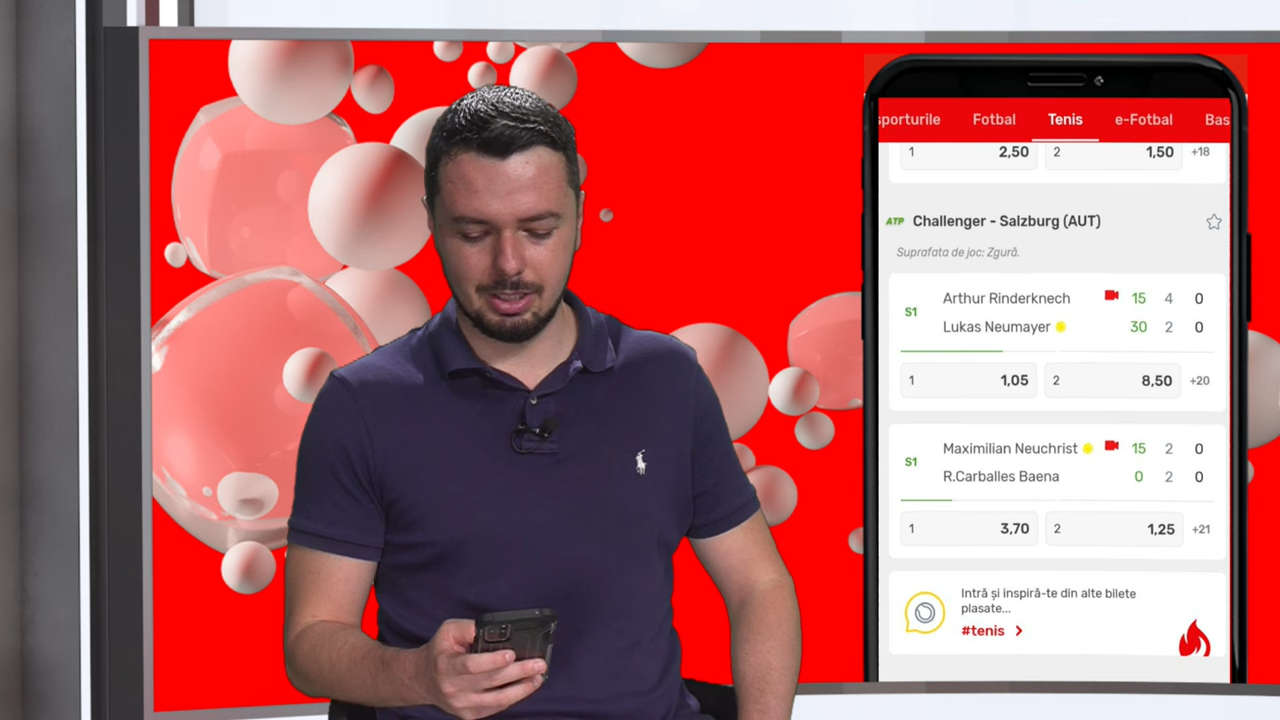 sporturile Fotbal Tenis e-Fotbal Bas
1 2,50 2 1,50 +18
ATP Challenger - Salzburg (AUT)
Suprafata de joc: Zgură.
Arthur Rinderknech 15 4 0
S1
Lukas Neumayer 30 2 0
1 1,05 2 8,50 +20
Maximilian Neuchrist 15 2 0
S1
R.Carballes Baena 0 2 0
1 3,70 2 1,25 +21
Intră și inspiră-te din alte bilete
plasate...
#tenis